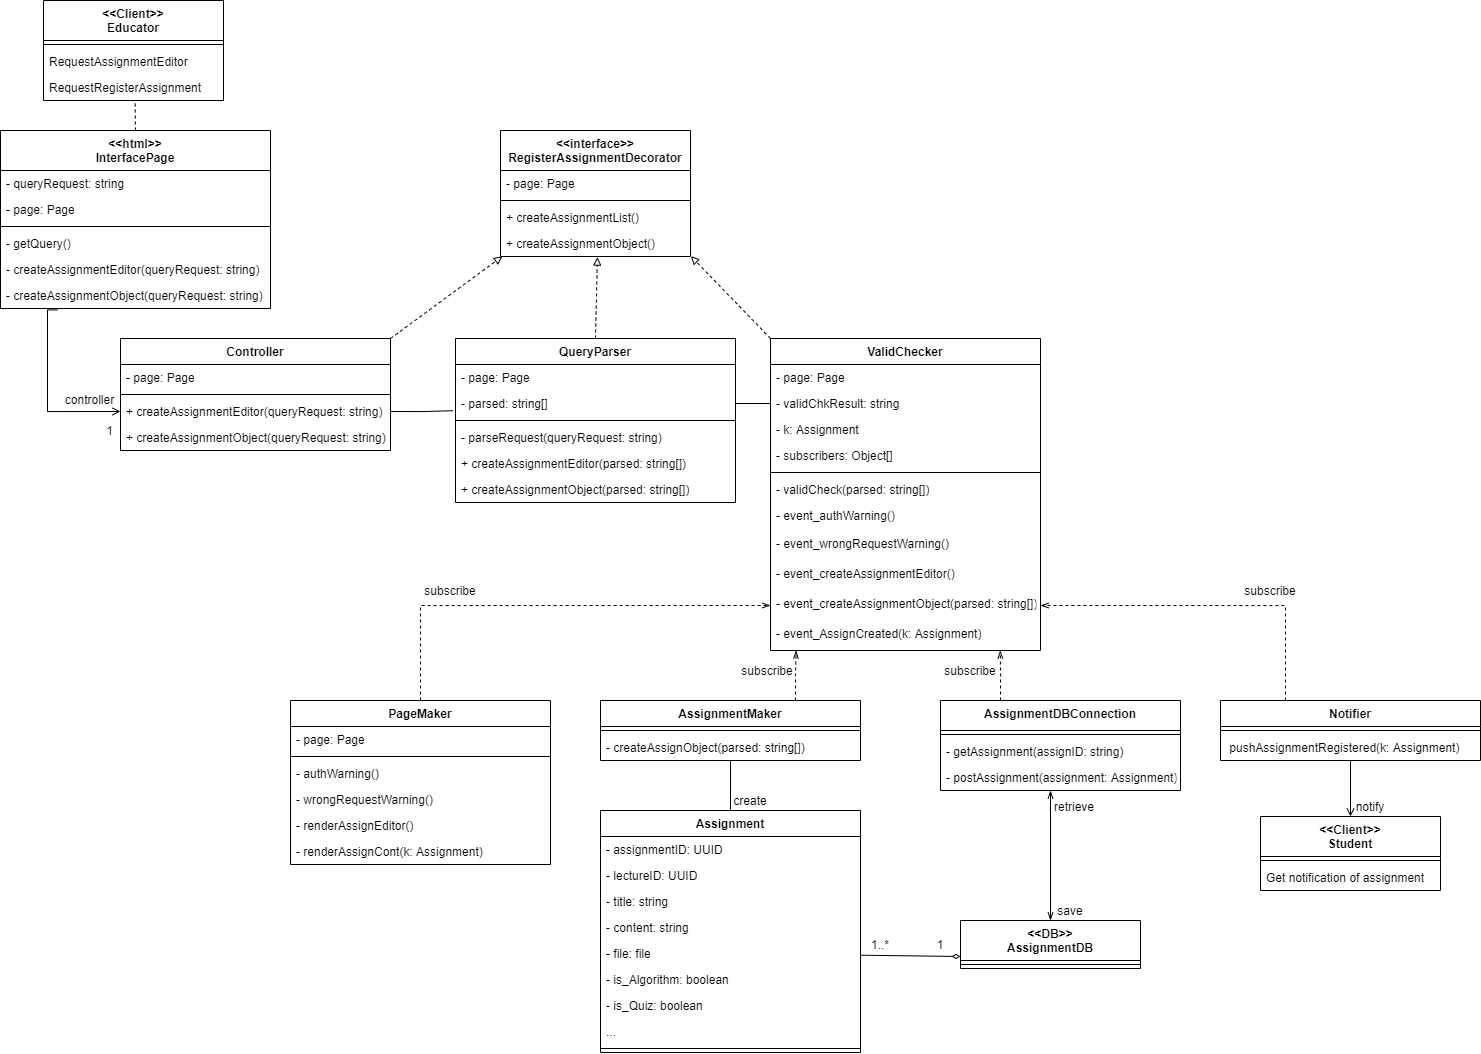 <<Client>>
Educator
RequestAssignmentEditor
RequestRegisterAssignment
<<html>>
InterfacePage
- queryRequest: string
- page: Page
- getQuery()
- createAssignmentEditor(queryRequest: string)
- createAssignmentObject(queryRequest: string)
<<interface>>
RegisterAssignmentDecorator
- page: Page
+ createAssignmentList()
+ createAssignmentObject()
controller
1
Controller
- page: Page
+ createAssignmentEditor(queryRequest: string)
+ createAssignmentObject(queryRequest: string)
QueryParser
- page: Page
- parsed: string[]
- parseRequest(queryRequest: string)
+ createAssignmentEditor(parsed: string[])
+ createAssignmentObject(parsed: string[])
ValidChecker
- page: Page
- validChkResult: string
- k: Assignment
- subscribers: Object[]
- validCheck(parsed: string[])
- event_authWarning()
- event_wrongRequestWarning()
- event_createAssignmentEditor()
- event_createAssignmentObject(parsed: string[])
- event_AssignCreated(k: Assignment)
subscribe
subscribe
subscribe
subscribe
PageMaker
- page: Page
- authWarning()
- wrongRequestWarning()
- renderAssignEditor()
- renderAssignCont(k: Assignment)
AssignmentMaker
- createAssignObject(parsed: string[])
create
AssignmentDBConnection
- getAssignment(assignID: string)
- postAssignment(assignment: Assignment)
retrieve
save
Notifier
pushAssignmentRegistered(k: Assignment)
notify
<<Client>>
Student
Get notification of assignment
Assignment
- assignmentID: UUID
- lectureID: UUID
- title: string
- content: string
- file: file
- is_Algorithm: boolean
- is_Quiz: boolean
...
1..*
1
<<DB>>
AssignmentDB